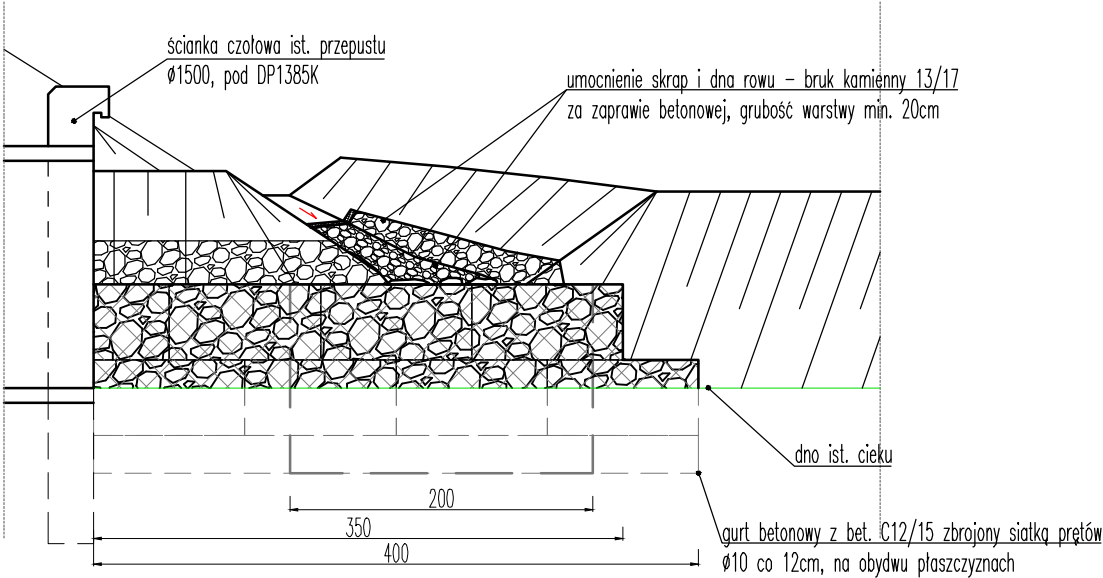 ścianka czołowa ist. przepustu
Ø1500, pod DP1385K
umocnienie skrap i dna rowu – bruk kamienny 13/17
za zaprawie betonowej, grubość warstwy min. 20cm
dno ist. cieku
200
350
400
gurt betonowy z bet. C12/15 zbrojony siatką prętów
Ø10 co 12cm, na obydwu płaszczyznach